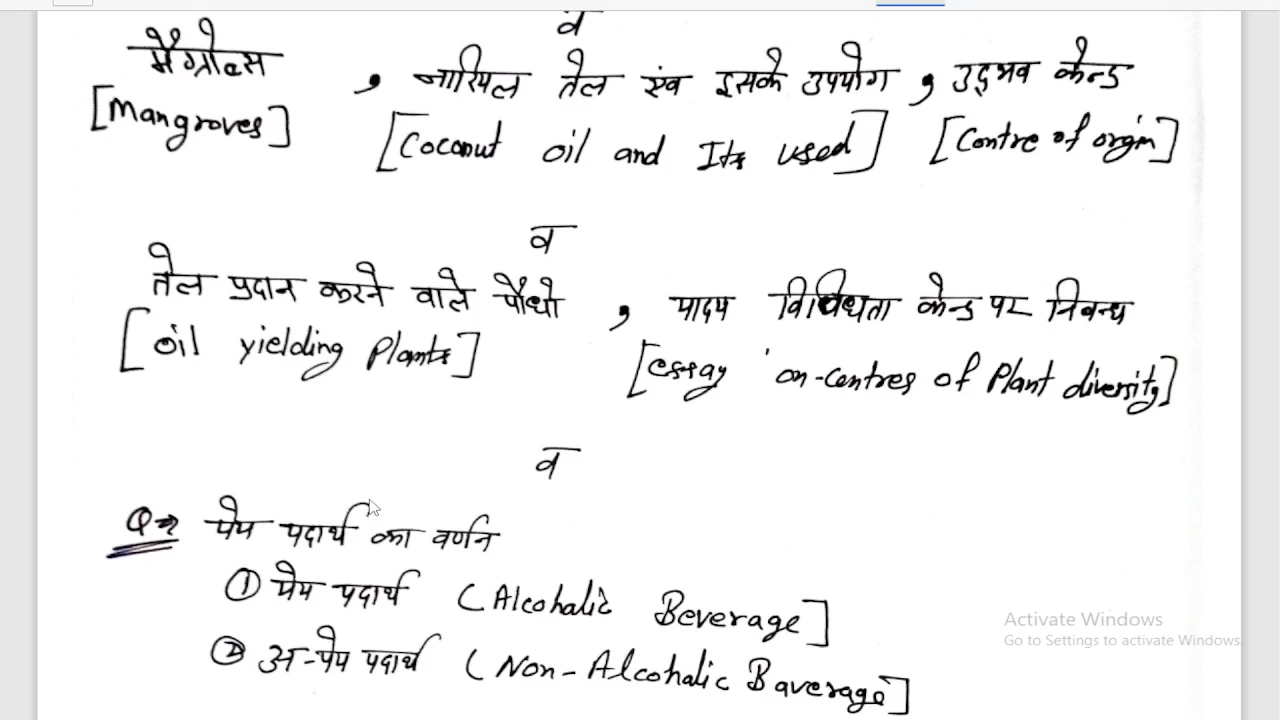 व
मैंग्रोव्स , नारियल तेल एंव इसके उपयोग , उद्भव केन्द्र
[Mangroves] [Coconut oil and Its used] [Centre of orgin]
व
तेल प्रदान करने वाले पौधो , पादप विविधता केन्द्र पर निबन्ध
[oil yielding Plants] [essay on-centres of Plant diversity]
व
Q⇒ पेय पदार्थ का वर्णन
① पेय पदार्थ (Alcohalic Beverage]
② अ-पेय पदार्थ (Non-Alcohalic Baverage]
Activate Windows
Go to Settings to activate Windows.